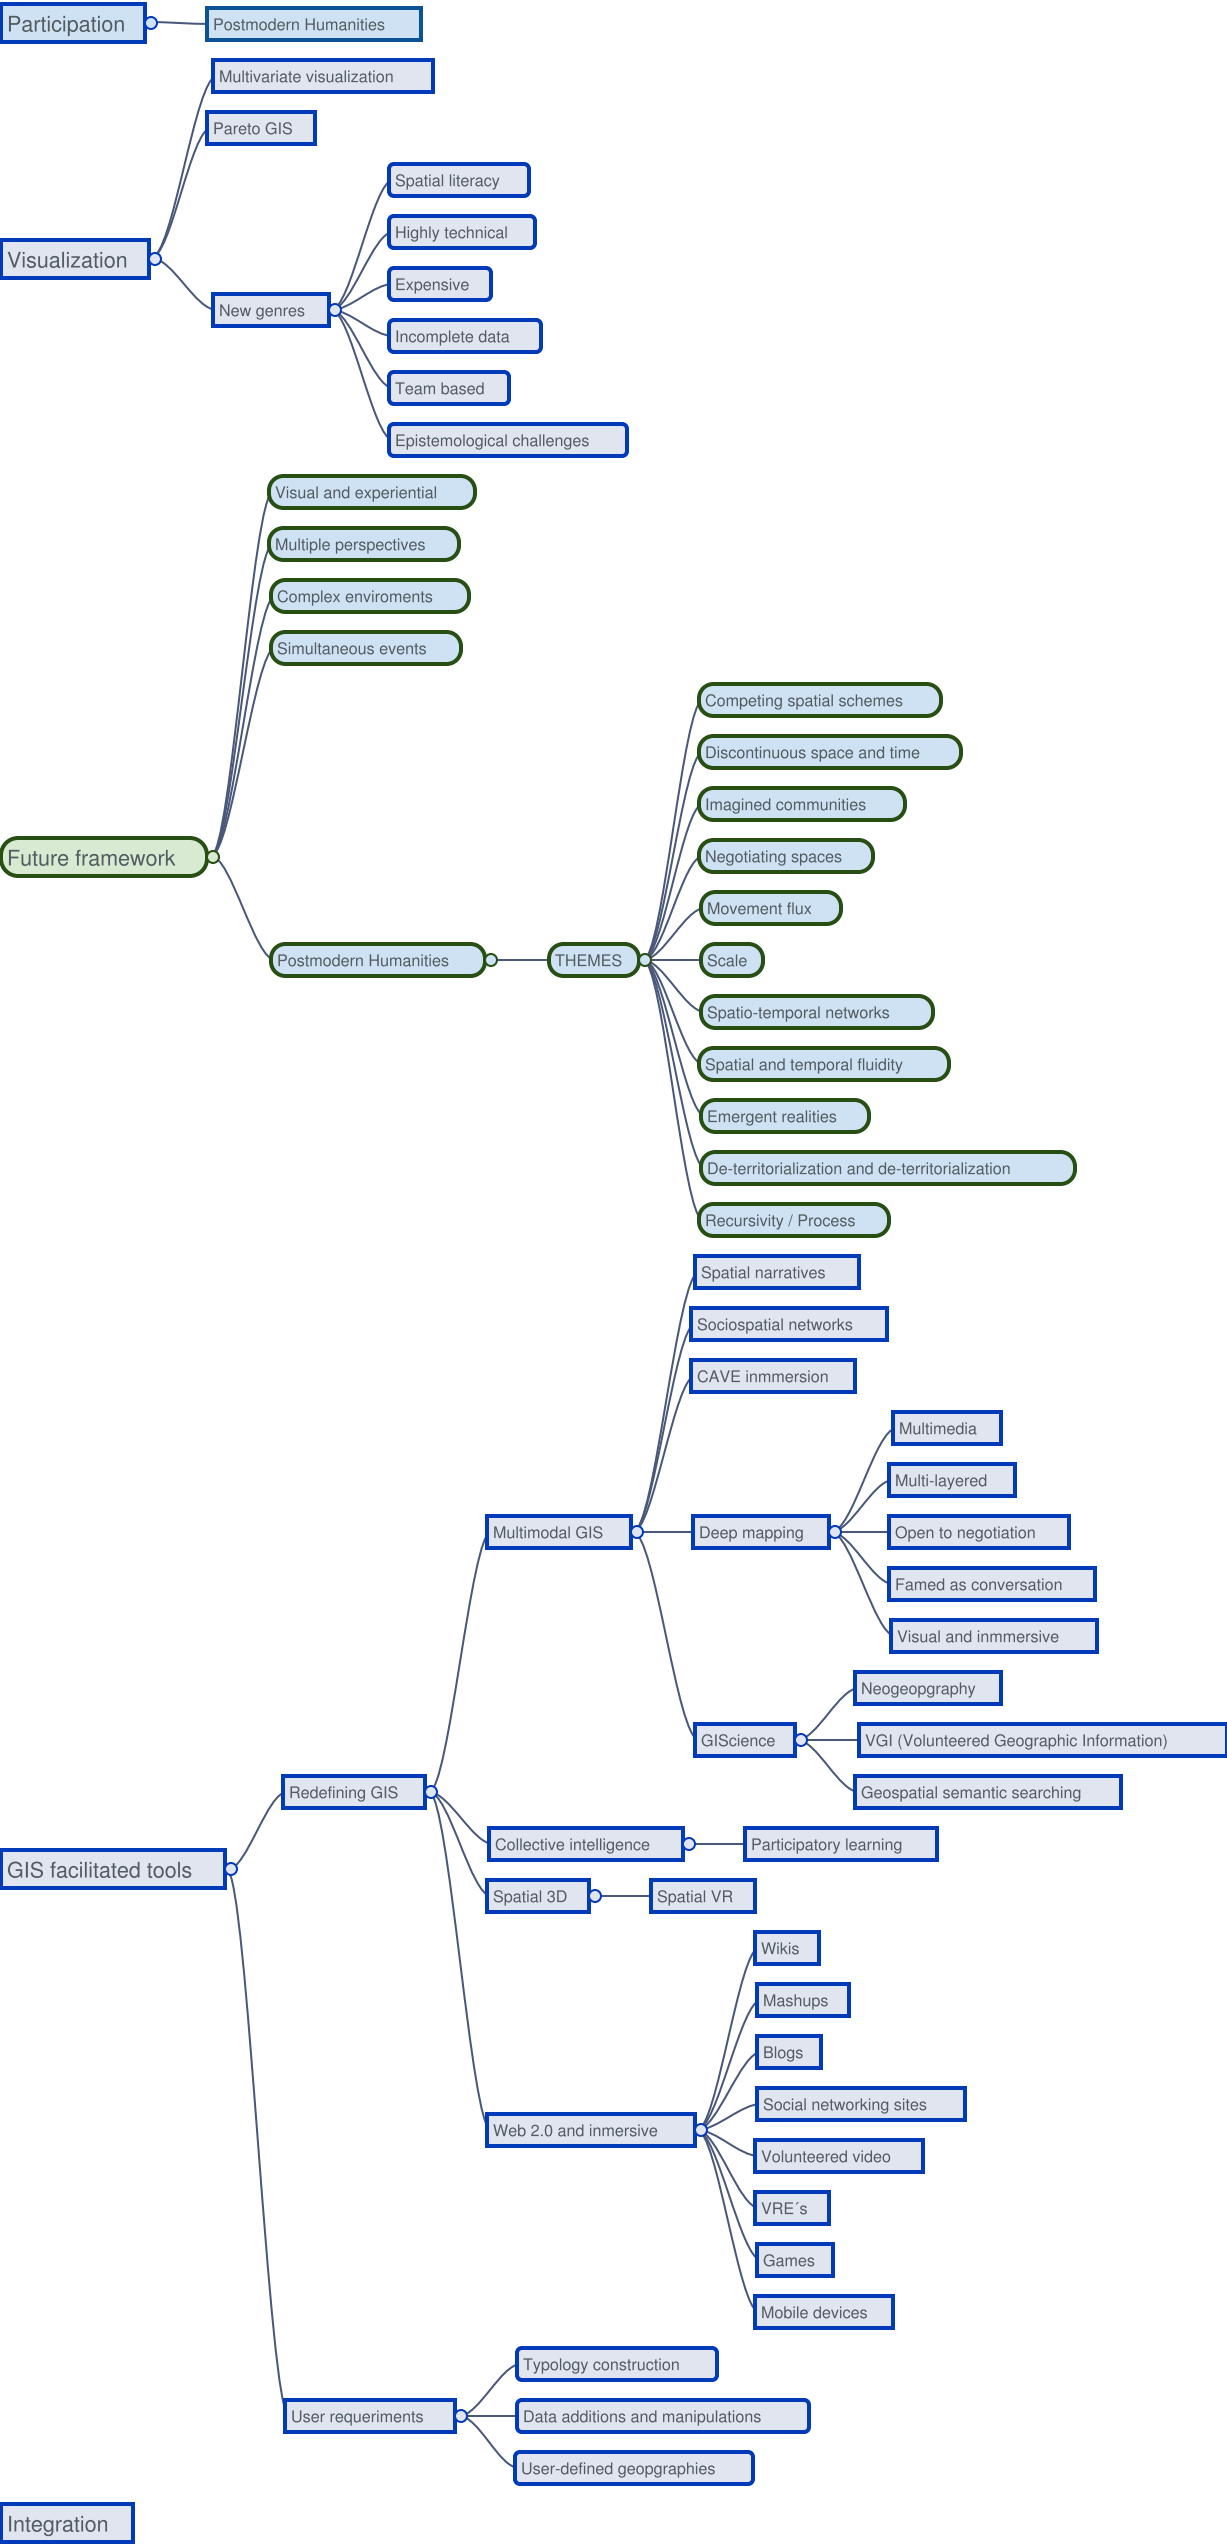 Participation
Postmodern Humanities
Multivariate visualization
Pareto GIS
Spatial literacy
Highly technical
Visualization
Expensive
New genres
Incomplete data
Team based
Epistemological challenges
Visual and experiential
Multiple perspectives
Complex enviroments
Simultaneous events
Competing spatial schemes
Discontinuous space and time
Imagined communities
Future framework
Negotiating spaces
Movement flux
Postmodern Humanities
THEMES
Scale
Spatio-temporal networks
Spatial and temporal fluidity
Emergent realities
De-territorialization and de-territorialization
Recursivity / Process
Spatial narratives
Sociospatial networks
CAVE inmmersion
Multimedia
Multi-layered
Multimodal GIS
Deep mapping
Open to negotiation
Famed as conversation
Visual and inmmersive
Neogeopgraphy
GIScience
VGI (Volunteered Geographic Information)
Redefining GIS
Geospatial semantic searching
Collective intelligence
Participatory learning
GIS facilitated tools
Spatial 3D
Spatial VR
Wikis
Mashups
Blogs
Social networking sites
Web 2.0 and inmersive
Volunteered video
VRE´s
Games
Mobile devices
Typology construction
User requeriments
Data additions and manipulations
User-defined geopgraphies
Integration